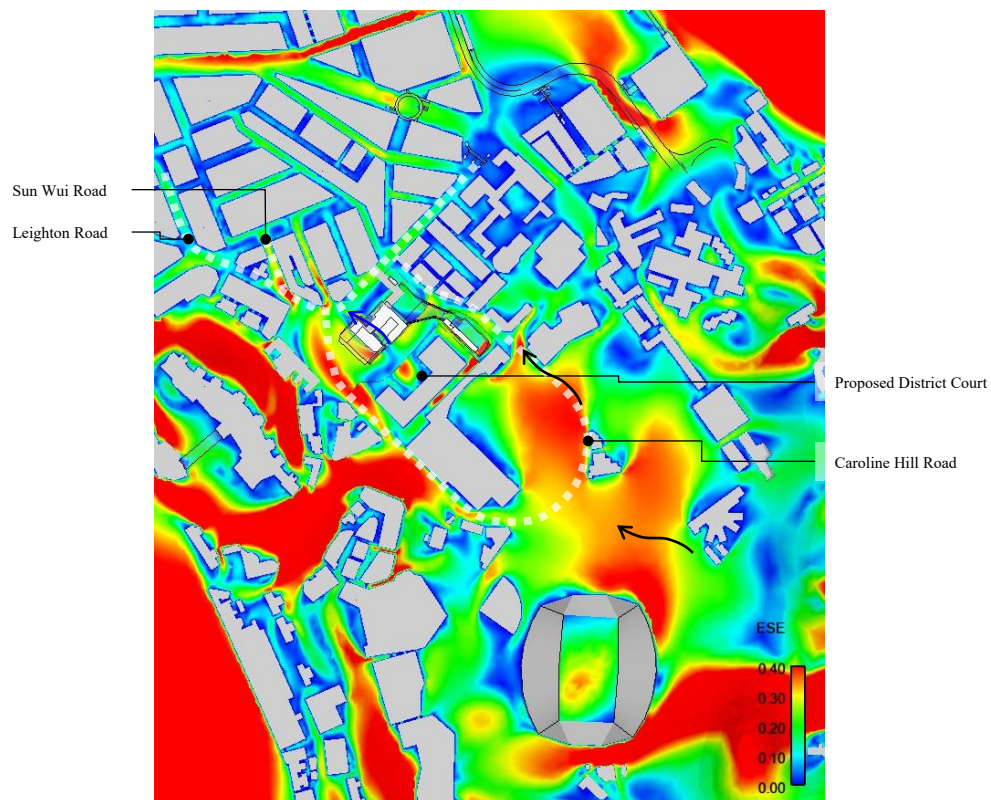 Sun Wui Road
Leighton Road
Proposed District Court
Caroline Hill Road
ESE
0.40
0.30
0.20
0.10
0.00